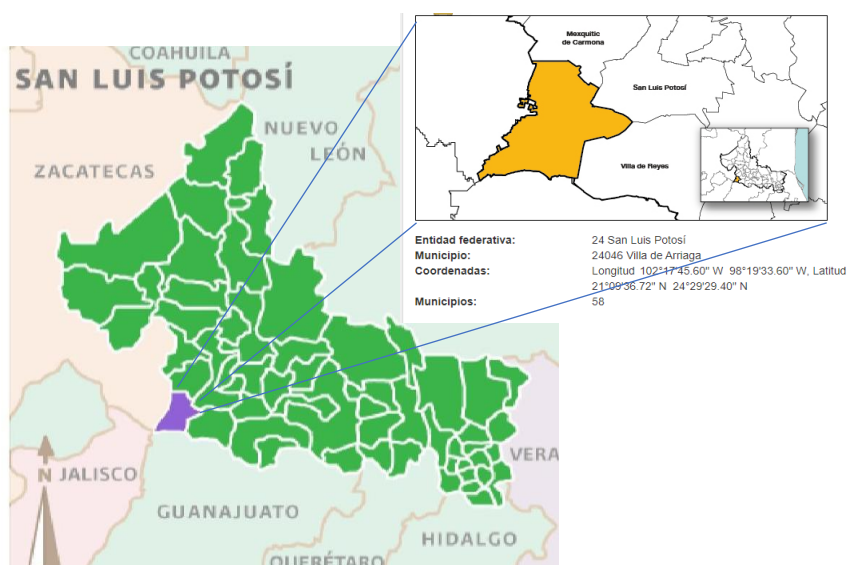 COAHUILA
SAN LUIS POTOSÍ
NUEVO
LEÓN
ZACATECAS
N JALISCO
GUANAJUATO
VERA
HIDALGO
QUERÉTARO
Mexquitic
de Carmona
San Luis Potosí
Villa de Reyes
Entidad federativa: 24 San Luis Potosí
Municipio: 24046 Villa de Arriaga
Coordenadas: Longitud 102°17'45.60" W 98°19'33.60" W, Latitud
21°09'36.72" N 24°29'29.40" N
Municipios: 58